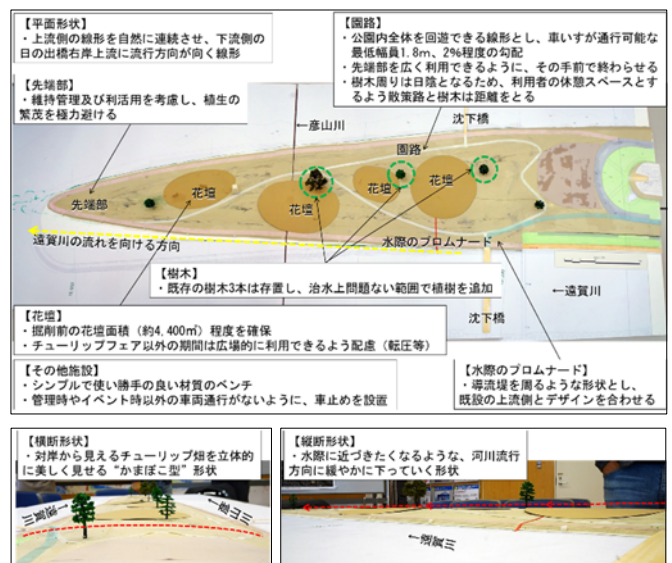 【平面形状】
・上流側の線形を自然に連続させ、下流側の
日の出橋右岸上流に流行方向が向く線形
【園路】
・公園内全体を回遊できる線形とし、車いすが通行可能な
最低幅員1.8m、2%程度の勾配
・先端部を広く利用できるように、その手前で終わらせる
・樹木周りは日陰となるため、利用者の休憩スペースとす
るよう散策路と樹木は距離をとる
【先端部】
・維持管理及び利活用を考慮し、植生の
繁茂を極力避ける
←彦山川
沈下橋
園路
先端部
花壇
花壇
花壇
花壇
遠賀川の流れを向ける方向
水際のプロムナード
【樹木】
・既存の樹木3本は存置し、治水上問題ない範囲で植樹を追加
←遠賀川
沈下橋
【花壇】
・掘削前の花壇面積（約4,400㎡）程度を確保
・チューリップフェア以外の期間は広場的に利用できるよう配慮（転圧等）
【その他施設】
・シンプルで使い勝手の良い材質のベンチ
・管理時やイベント時以外の車両通行がないように、車止めを設置
【水際のプロムナード】
・導流堤を周るような形状とし、
既設の上流側とデザインを合わせる
【横断形状】
・対岸から見えるチューリップ畑を立体的
に美しく見せる“かまぼこ型”形状
遠賀川
彦山川
【縦断形状】
・水際に近づきたくなるような、河川流行
方向に緩やかに下っていく形状
←遠賀川